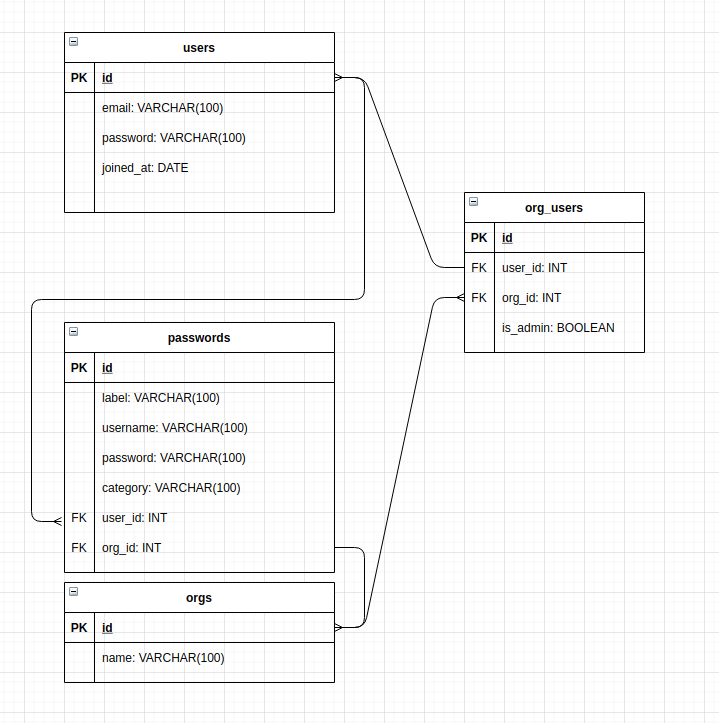 users
PK id
email: VARCHAR(100)
password: VARCHAR(100)
joined_at: DATE
org_users
PK id
FK user_id: INT
FK org_id: INT
is_admin: BOOLEAN
passwords
PK id
label: VARCHAR(100)
username: VARCHAR(100)
password: VARCHAR(100)
category: VARCHAR(100)
FK user_id: INT
FK org_id: INT
orgs
PK id
name: VARCHAR(100)